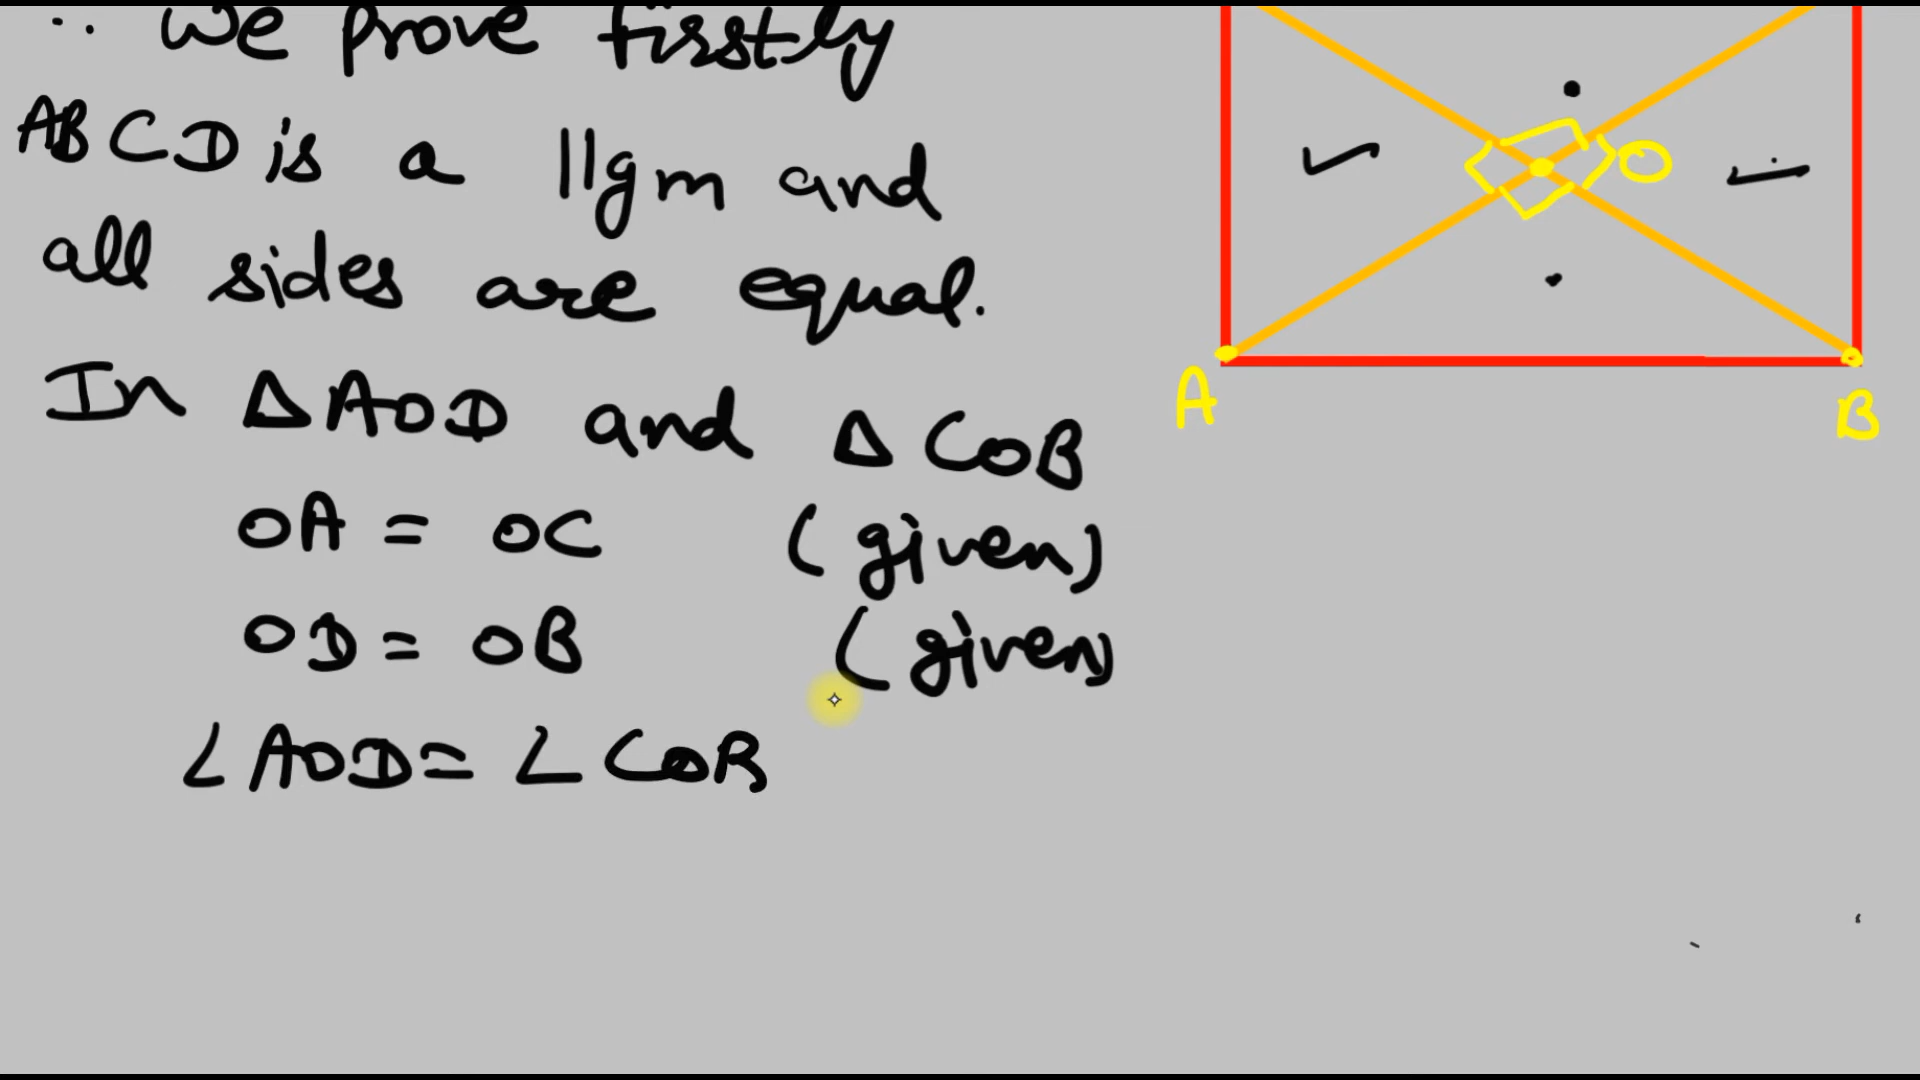 ∴ We prove firstly
ABCD is a ||gm and
all sides are equal.
In ΔAOD and ΔCOB
OA = OC (given)
OD = OB (given)
∠AOD = ∠COB
O
A
B